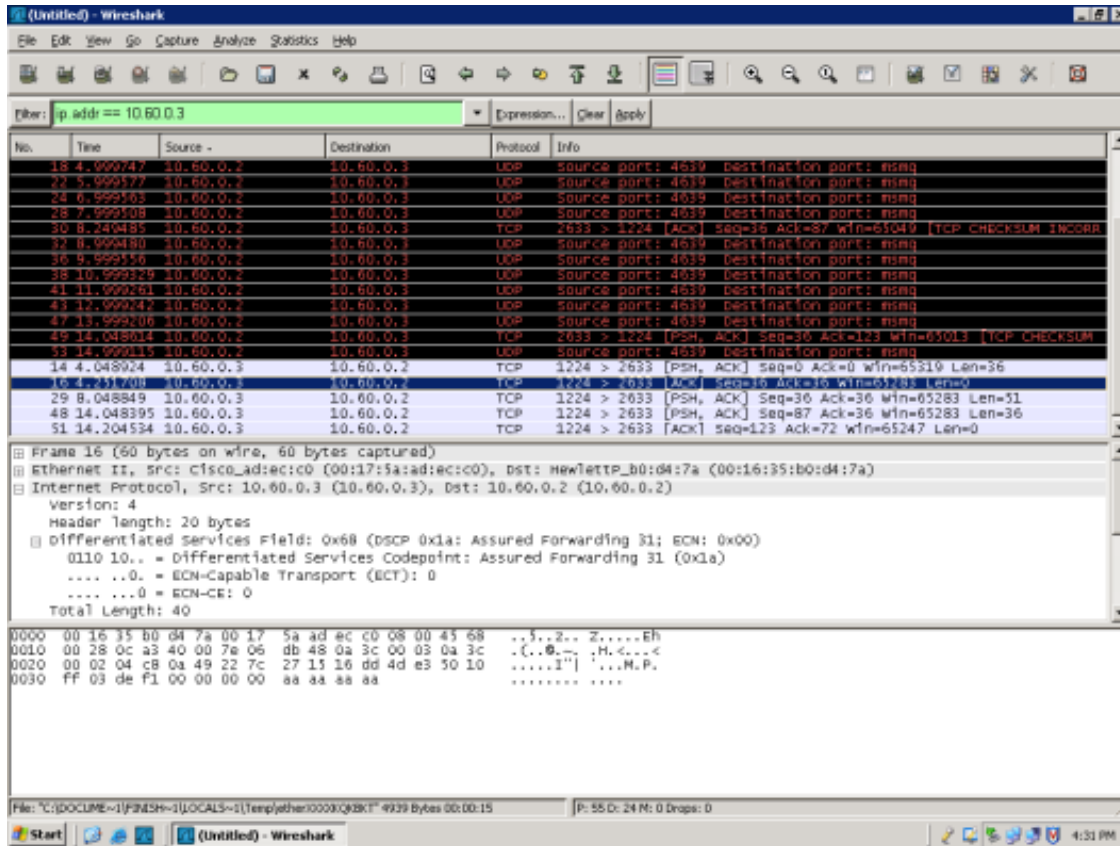 (Untitled) - Wireshark
File Edit View Go Capture Analyze Statistics Help
Filter: ip.addr == 10.60.0.3 Expression... Clear Apply
No. Time Source Destination Protocol Info
18 4.999747 10.60.0.2 10.60.0.3 UDP Source port: 4639 Destination port: msmq
22 5.999577 10.60.0.2 10.60.0.3 UDP Source port: 4639 Destination port: msmq
24 6.999563 10.60.0.2 10.60.0.3 UDP Source port: 4639 Destination port: msmq
28 7.999508 10.60.0.2 10.60.0.3 UDP Source port: 4639 Destination port: msmq
30 8.249485 10.60.0.2 10.60.0.3 TCP 2633 > 1224 [ACK] Seq=36 Ack=87 Win=65049 [TCP CHECKSUM INCORR
32 8.999480 10.60.0.2 10.60.0.3 UDP Source port: 4639 Destination port: msmq
36 9.999556 10.60.0.2 10.60.0.3 UDP Source port: 4639 Destination port: msmq
38 10.999329 10.60.0.2 10.60.0.3 UDP Source port: 4639 Destination port: msmq
41 11.999261 10.60.0.2 10.60.0.3 UDP Source port: 4639 Destination port: msmq
43 12.999242 10.60.0.2 10.60.0.3 UDP Source port: 4639 Destination port: msmq
47 13.999206 10.60.0.2 10.60.0.3 UDP Source port: 4639 Destination port: msmq
49 14.048614 10.60.0.2 10.60.0.3 TCP 2633 > 1224 [PSH, ACK] Seq=36 Ack=123 Win=65013 [TCP CHECKSUM
53 14.999115 10.60.0.2 10.60.0.3 UDP Source port: 4639 Destination port: msmq
14 4.048924 10.60.0.3 10.60.0.2 TCP 1224 > 2633 [PSH, ACK] Seq=0 Ack=0 Win=65319 Len=36
16 4.251708 10.60.0.3 10.60.0.2 TCP 1224 > 2633 [ACK] Seq=36 Ack=36 Win=65283 Len=0
29 8.048849 10.60.0.3 10.60.0.2 TCP 1224 > 2633 [PSH, ACK] Seq=36 Ack=36 Win=65283 Len=51
48 14.048395 10.60.0.3 10.60.0.2 TCP 1224 > 2633 [PSH, ACK] Seq=87 Ack=36 Win=65283 Len=36
51 14.204534 10.60.0.3 10.60.0.2 TCP 1224 > 2633 [ACK] Seq=123 Ack=72 Win=65247 Len=0
Frame 16 (60 bytes on wire, 60 bytes captured)
Ethernet II, Src: Cisco_ad:ec:c0 (00:17:5a:ad:ec:c0), Dst: HewlettP_b0:d4:7a (00:16:35:b0:d4:7a)
Internet Protocol, Src: 10.60.0.3 (10.60.0.3), Dst: 10.60.0.2 (10.60.0.2)
Version: 4
Header length: 20 bytes
Differentiated Services Field: 0x68 (DSCP 0x1a: Assured Forwarding 31; ECN: 0x00)
0110 10.. = Differentiated Services Codepoint: Assured Forwarding 31 (0x1a)
.... ..0. = ECN-Capable Transport (ECT): 0
.... ...0 = ECN-CE: 0
Total Length: 40
0000 00 16 35 b0 d4 7a 00 17 5a ad ec c0 08 00 45 68 ..5..z.. Z.....Eh
0010 00 28 0c a3 40 00 7e 06 db 48 0a 3c 00 03 0a 3c .(..@.~. .H.<...<
0020 00 02 04 c8 0a 49 22 7c 27 15 16 dd 4d e3 50 10 .....I"| '...M.P.
0030 ff 03 de f1 00 00 00 00 aa aa aa aa ........ ....
4939 Bytes 00:00:15 P: 55 D: 24 M: 0 Drops: 0
Start (Untitled) - Wireshark 4:31 PM